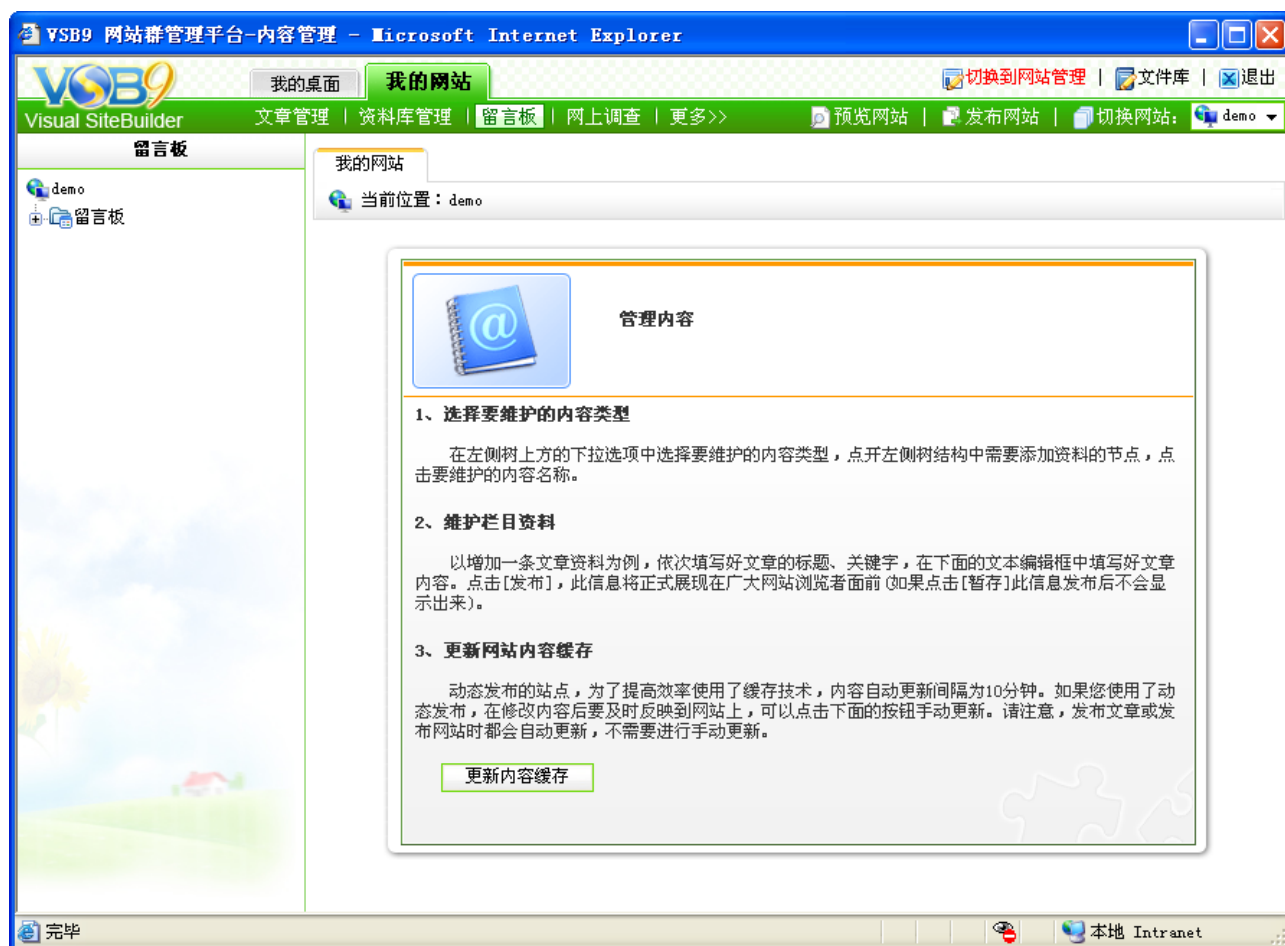 VSB9 网站群管理平台-内容管理 - Microsoft Internet Explorer
VSB9
Visual SiteBuilder
我的桌面 我的网站
切换到网站管理 | 文件库 | 退出
文章管理 | 资料库管理 | 留言板 | 网上调查 | 更多>> 预览网站 | 发布网站 | 切换网站: demo
留言板
demo
留言板
我的网站
当前位置：demo
管理内容
1、选择要维护的内容类型
在左侧树上方的下拉选项中选择要维护的内容类型，点开左侧树结构中需要添加资料的节点，点
击要维护的内容名称。
2、维护栏目资料
以增加一条文章资料为例，依次填写好文章的标题、关键字，在下面的文本编辑框中填写好文章
内容。点击[发布]，此信息将正式展现在广大网站浏览者面前(如果点击[暂存]此信息发布后不会显
示出来)。
3、更新网站内容缓存
动态发布的站点，为了提高效率使用了缓存技术，内容自动更新间隔为10分钟。如果您使用了动
态发布，在修改内容后要及时反映到网站上，可以点击下面的按钮手动更新。请注意，发布文章或发
布网站时都会自动更新，不需要进行手动更新。
更新内容缓存
完毕
本地 Intranet